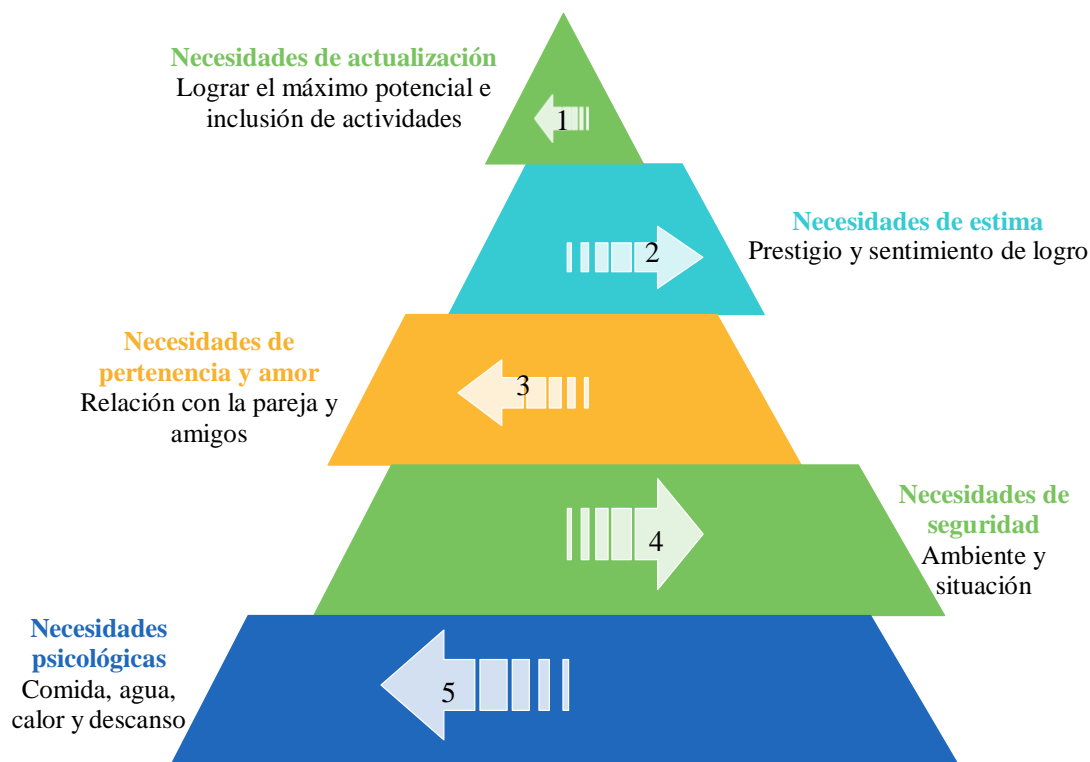 Necesidades de actualización
Lograr el máximo potencial e
inclusión de actividades
1
Necesidades de estima
Prestigio y sentimiento de logro
2
Necesidades de
pertenencia y amor
Relación con la pareja y
amigos
3
Necesidades de
seguridad
Ambiente y
situación
4
Necesidades
psicológicas
Comida, agua,
calor y descanso
5